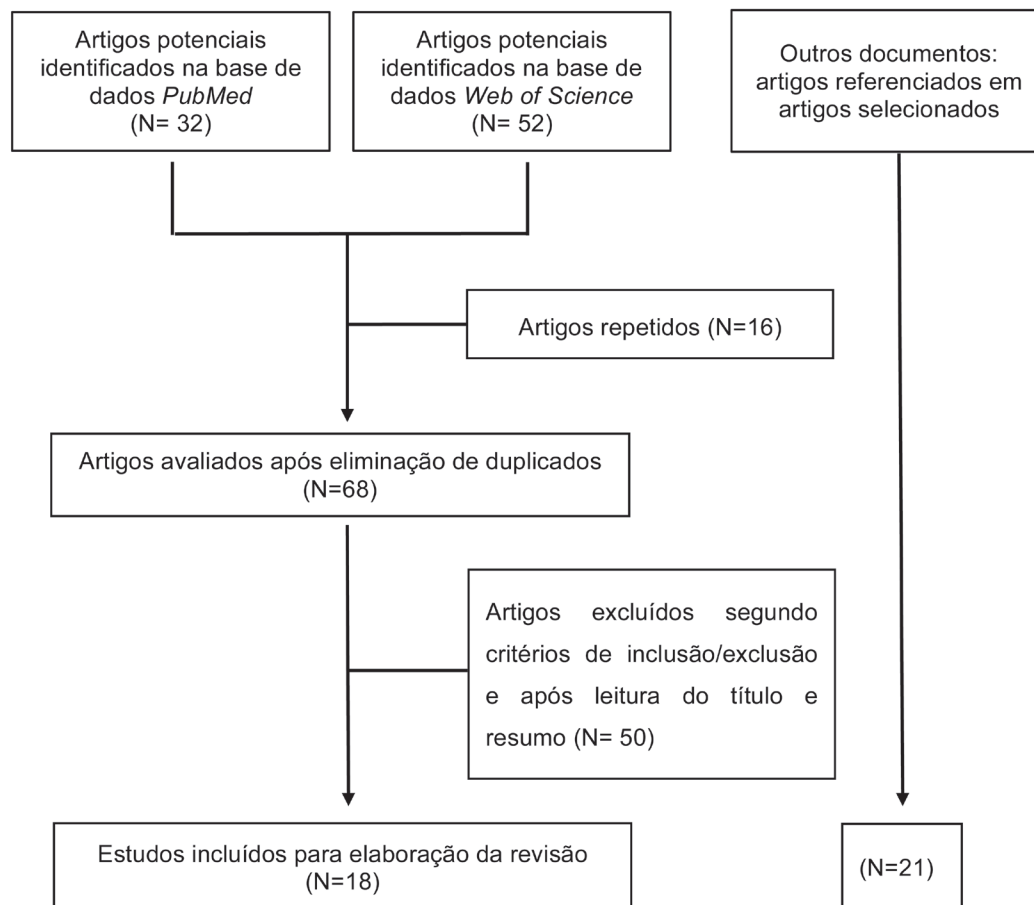 Artigos potenciais
identificados na base de
dados PubMed
(N= 32)
Artigos potenciais
identificados na base de
dados Web of Science
(N= 52)
Outros documentos:
artigos referenciados em
artigos selecionados
Artigos repetidos (N=16)
Artigos avaliados após eliminação de duplicados
(N=68)
Artigos excluídos segundo
critérios de inclusão/exclusão
e após leitura do título e
resumo (N= 50)
Estudos incluídos para elaboração da revisão
(N=18)
(N=21)